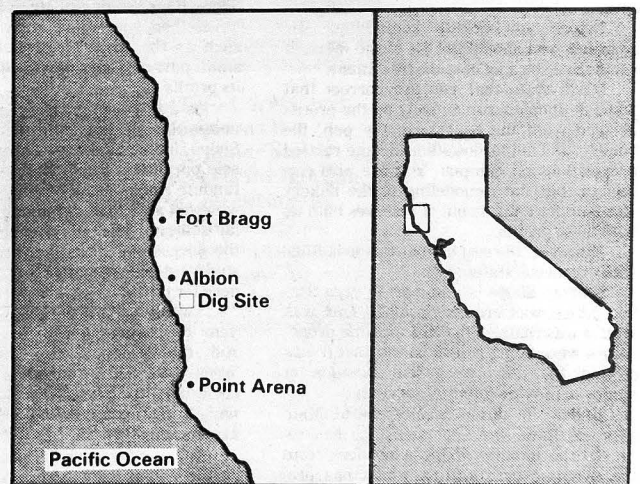 Fort Bragg
Albion
Dig Site
Point Arena
Pacific Ocean